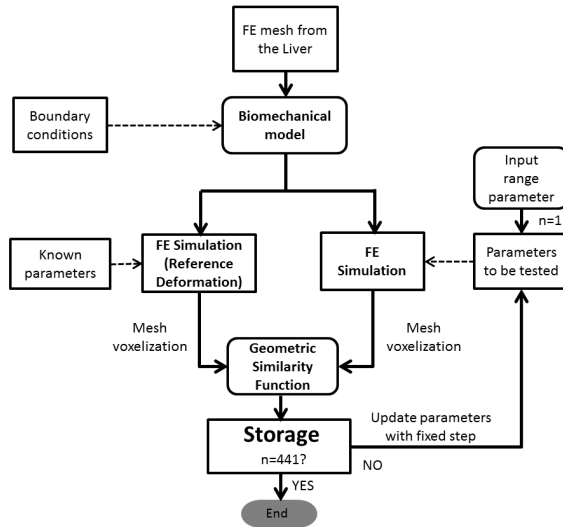 FE mesh from
the Liver
Boundary
conditions
Biomechanical
model
Input
range
parameter
n=1
Known
parameters
FE Simulation
(Reference
Deformation)
FE
Simulation
Parameters
to be tested
Mesh
voxelization
Mesh
voxelization
Geometric
Similarity
Function
Update parameters
with fixed step
Storage
n=441?
NO
YES
End